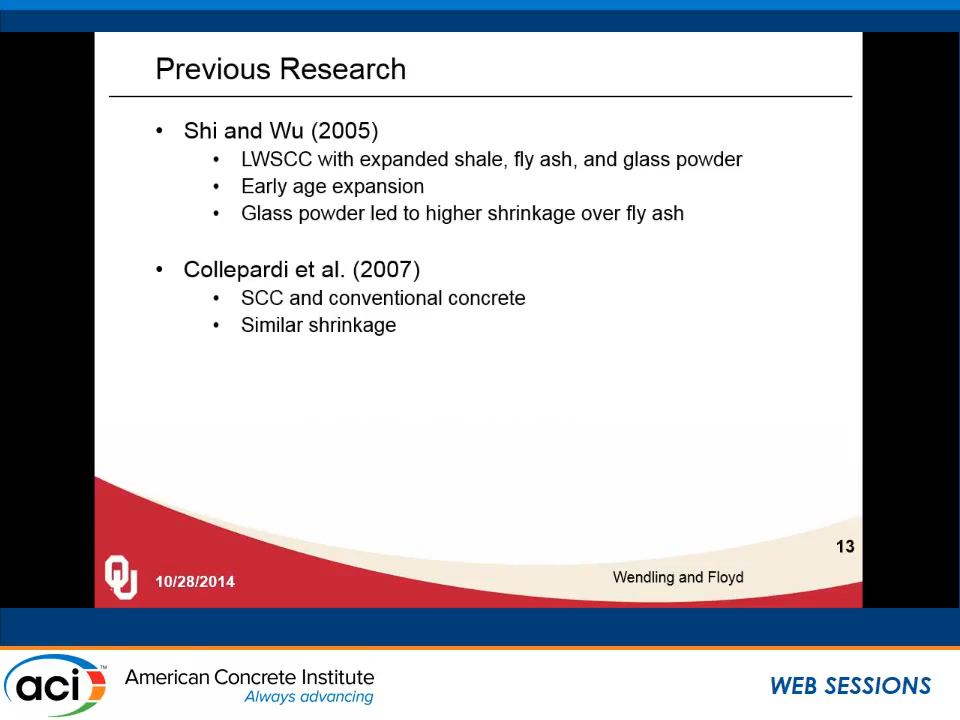 Previous Research
• Shi and Wu (2005)
• LWSCC with expanded shale, fly ash, and glass powder
• Early age expansion
• Glass powder led to higher shrinkage over fly ash
• Collepardi et al. (2007)
• SCC and conventional concrete
• Similar shrinkage
13
OU
10/28/2014
Wendling and Floyd
aci™
American Concrete Institute
Always advancing
WEB SESSIONS